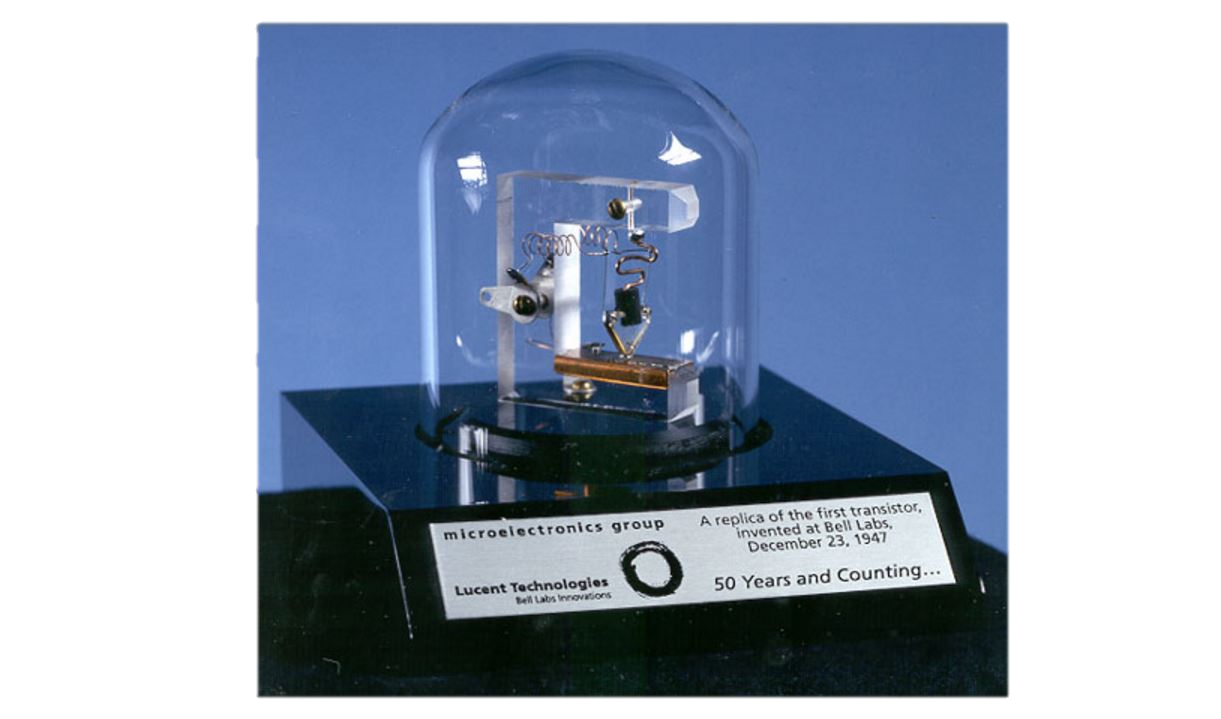 microelectronics group
Lucent Technologies
Bell Labs Innovations
A replica of the first transistor,
invented at Bell Labs,
December 23, 1947
50 Years and Counting...